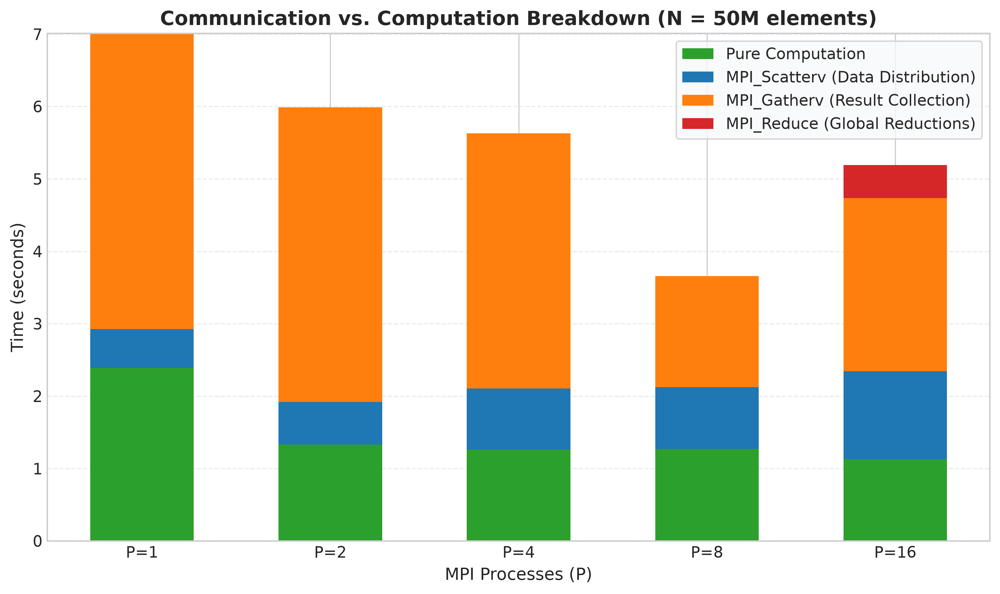 Communication vs. Computation Breakdown (N = 50M elements)
Pure Computation
MPI_Scatterv (Data Distribution)
MPI_Gatherv (Result Collection)
MPI_Reduce (Global Reductions)
Time (seconds)
7
6
5
4
3
2
1
0
P=1
P=2
P=4
P=8
P=16
MPI Processes (P)